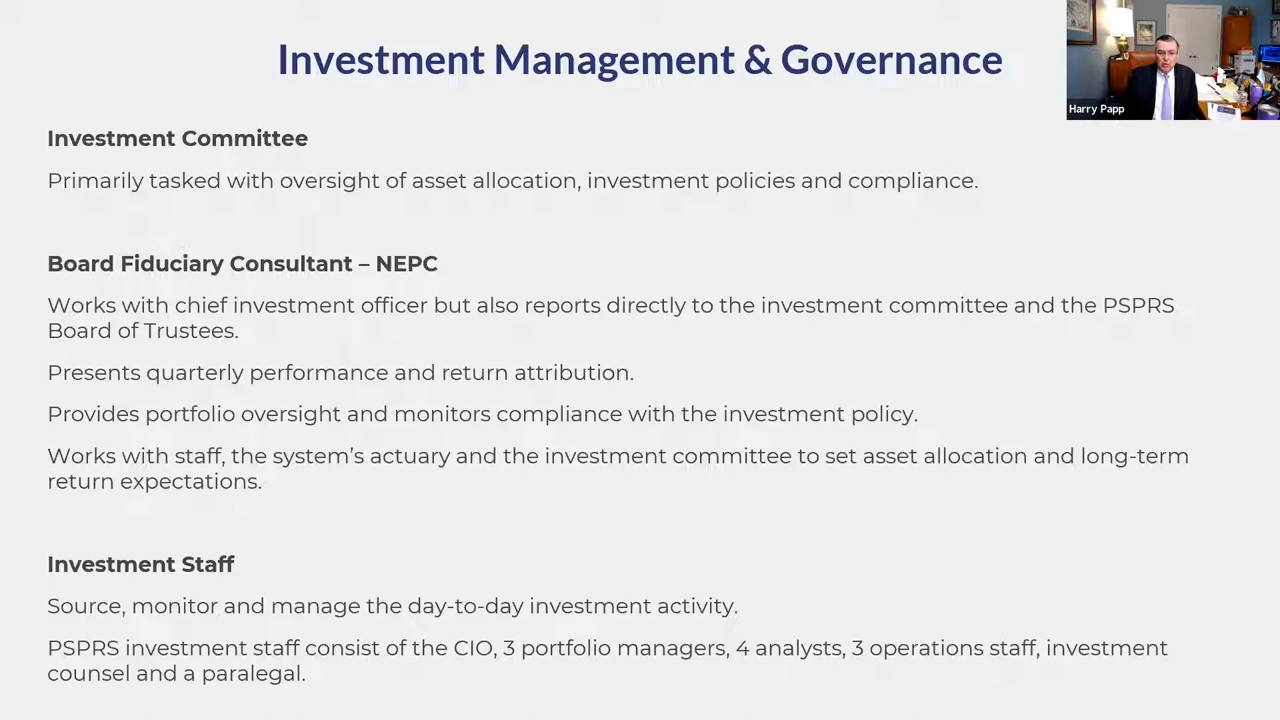 Investment Management & Governance
Harry Papp
Investment Committee
Primarily tasked with oversight of asset allocation, investment policies and compliance.
Board Fiduciary Consultant – NEPC
Works with chief investment officer but also reports directly to the investment committee and the PSPRS
Board of Trustees.
Presents quarterly performance and return attribution.
Provides portfolio oversight and monitors compliance with the investment policy.
Works with staff, the system’s actuary and the investment committee to set asset allocation and long-term
return expectations.
Investment Staff
Source, monitor and manage the day-to-day investment activity.
PSPRS investment staff consist of the CIO, 3 portfolio managers, 4 analysts, 3 operations staff, investment
counsel and a paralegal.